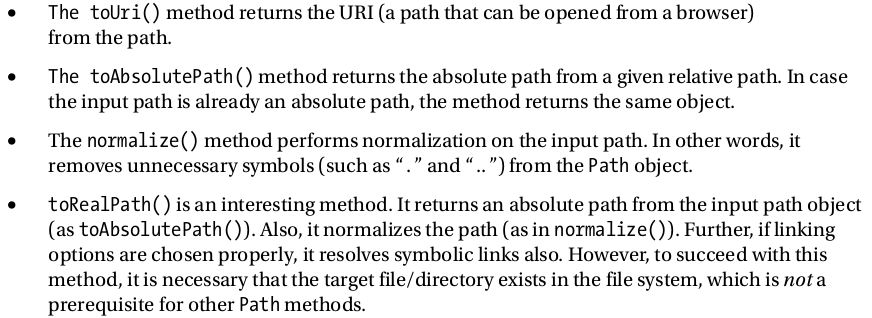 • The toUri() method returns the URI (a path that can be opened from a browser)
from the path.
• The toAbsolutePath() method returns the absolute path from a given relative path. In case
the input path is already an absolute path, the method returns the same object.
• The normalize() method performs normalization on the input path. In other words, it
removes unnecessary symbols (such as “.” and “..”) from the Path object.
• toRealPath() is an interesting method. It returns an absolute path from the input path object
(as toAbsolutePath()). Also, it normalizes the path (as in normalize()). Further, if linking
options are chosen properly, it resolves symbolic links also. However, to succeed with this
method, it is necessary that the target file/directory exists in the file system, which is not a
prerequisite for other Path methods.